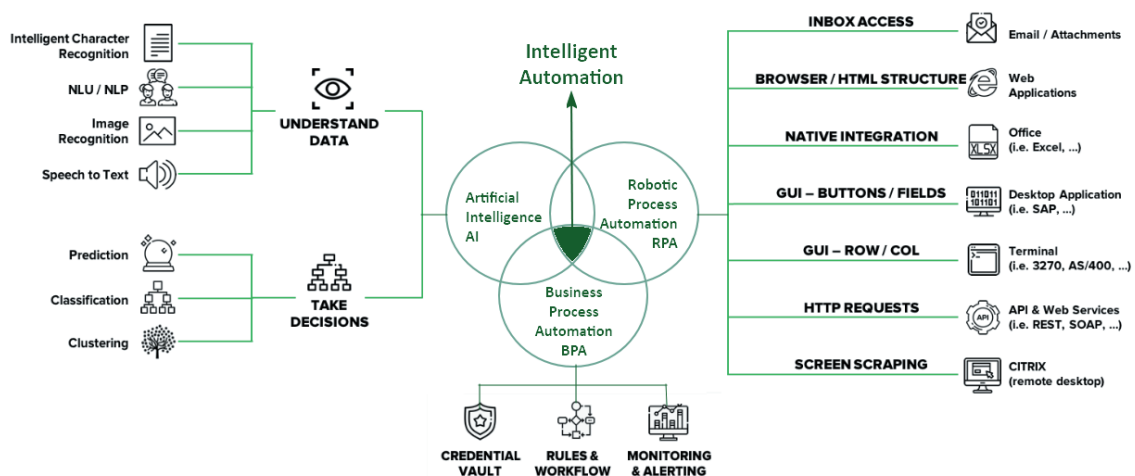 Intelligent Character
Recognition
NLU / NLP
Image
Recognition
Speech to Text
UNDERSTAND
DATA
Prediction
Classification
Clustering
TAKE
DECISIONS
Intelligent
Automation
Artificial
Intelligence
AI
Robotic
Process
Automation
RPA
Business
Process
Automation
BPA
CREDENTIAL
VAULT
RULES &
WORKFLOW
MONITORING
& ALERTING
INBOX ACCESS
Email / Attachments
BROWSER / HTML STRUCTURE
Web
Applications
NATIVE INTEGRATION
XLSX
Office
(i.e. Excel, ...)
GUI – BUTTONS / FIELDS
011011
101101
Desktop Application
(i.e. SAP, ...)
GUI – ROW / COL
Terminal
(i.e. 3270, AS/400, ...)
HTTP REQUESTS
API
API & Web Services
(i.e. REST, SOAP, ...)
SCREEN SCRAPING
CITRIX
(remote desktop)